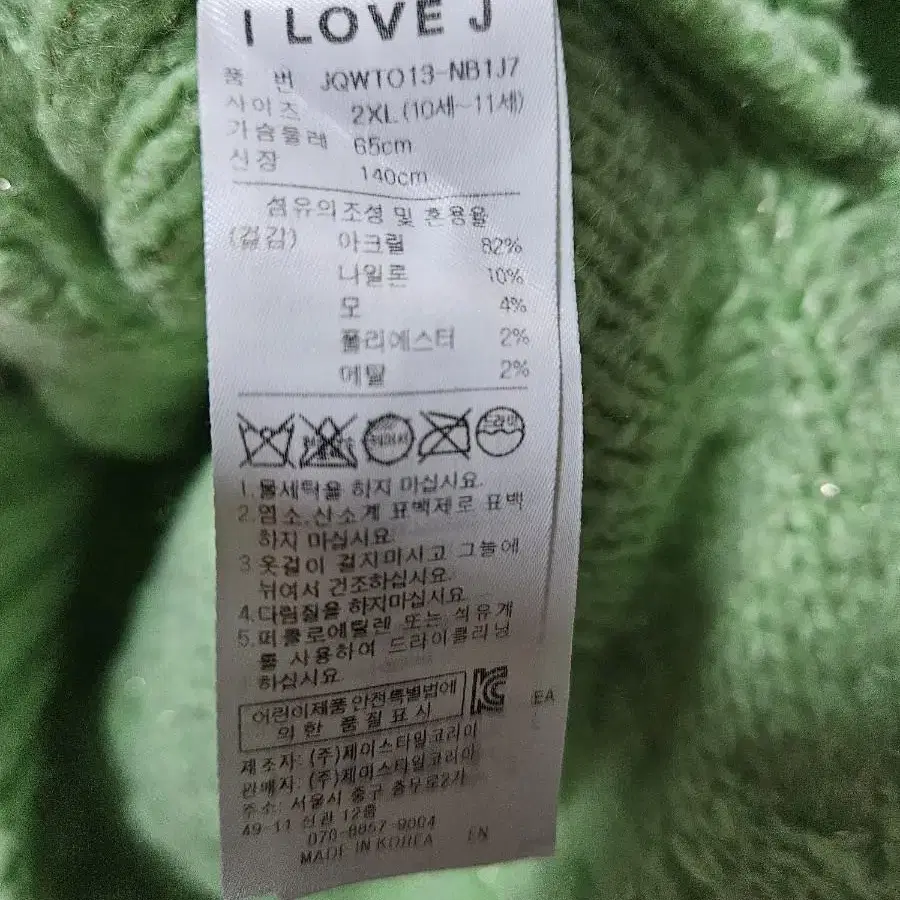 I LOVE J
품 번 JQWTO13-NB1J7
사이즈 2XL(10세~11세)
가슴둘레 65cm
신장 140cm
섬유의조성 및 혼용율
(겉감) 아크릴 82%
나일론 10%
모 4%
폴리에스터 2%
메탈 2%
드라이
1.물세탁을 하지 마십시요.
2.염소,산소계 표백제로 표백
하지 마십시요.
3 옷걸이 걸지마시고 그늘에
뉘여서 건조하십시요.
4.다림질을 하지마십시요.
5.퍼클로에틸렌 또는 석유계
를 사용하여 드라이클리닝
하십시요.
어린이제품 안전특별법에
의한 품질표시
KC
EA
제조자: (주)제이스타일코리아
판매자: (주)제이스타일코리아
주소: 서울시 중구 충무로2가
49-11 신관 12층
070-8857-9004
MADE IN KOREA EN